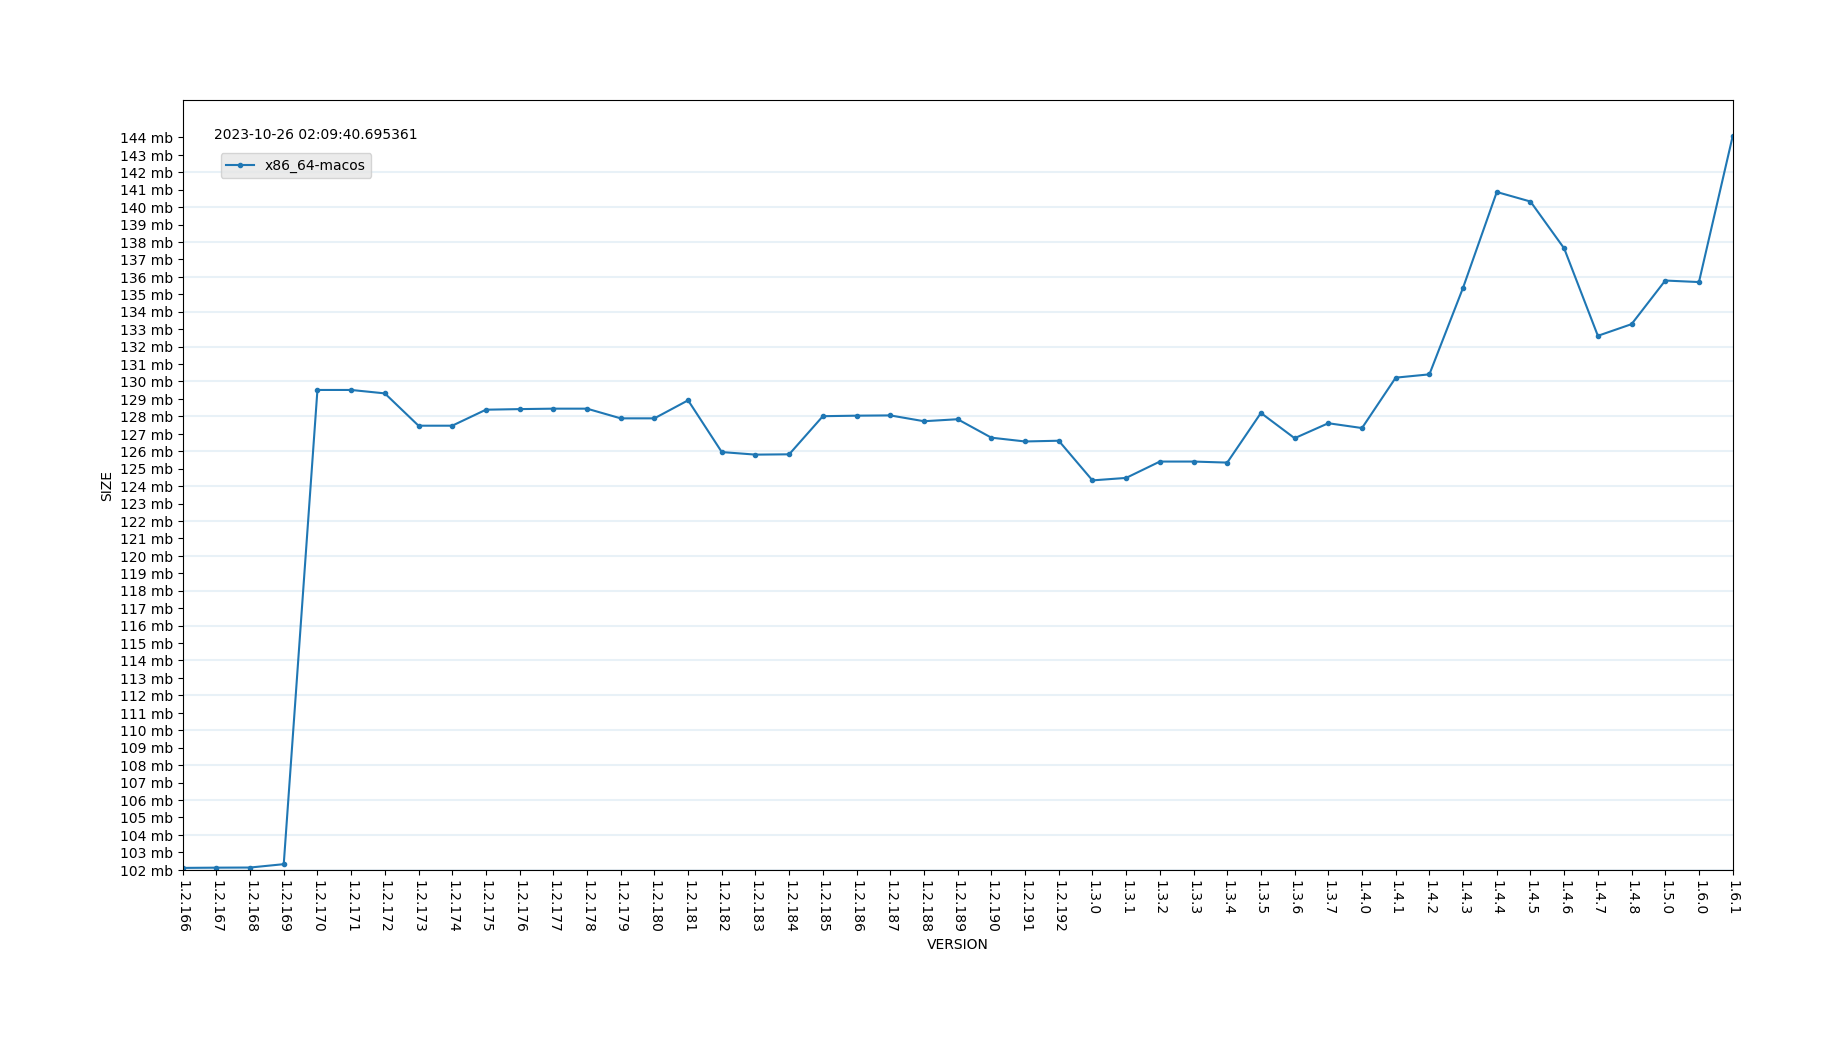 2023-10-26 02:09:40.695361
x86_64-macos
144 mb
143 mb
142 mb
141 mb
140 mb
139 mb
138 mb
137 mb
136 mb
135 mb
134 mb
133 mb
132 mb
131 mb
130 mb
129 mb
128 mb
127 mb
126 mb
125 mb
124 mb
123 mb
122 mb
121 mb
120 mb
119 mb
118 mb
117 mb
116 mb
115 mb
114 mb
113 mb
112 mb
111 mb
110 mb
109 mb
108 mb
107 mb
106 mb
105 mb
104 mb
103 mb
102 mb
SIZE
1.2.166
1.2.167
1.2.168
1.2.169
1.2.170
1.2.171
1.2.172
1.2.173
1.2.174
1.2.175
1.2.176
1.2.177
1.2.178
1.2.179
1.2.180
1.2.181
1.2.182
1.2.183
1.2.184
1.2.185
1.2.186
1.2.187
1.2.188
1.2.189
1.2.190
1.2.191
1.2.192
1.3.0
1.3.1
1.3.2
1.3.3
1.3.4
1.3.5
1.3.6
1.3.7
1.4.0
1.4.1
1.4.2
1.4.3
1.4.4
1.4.5
1.4.6
1.4.7
1.4.8
1.5.0
1.6.0
1.6.1
VERSION